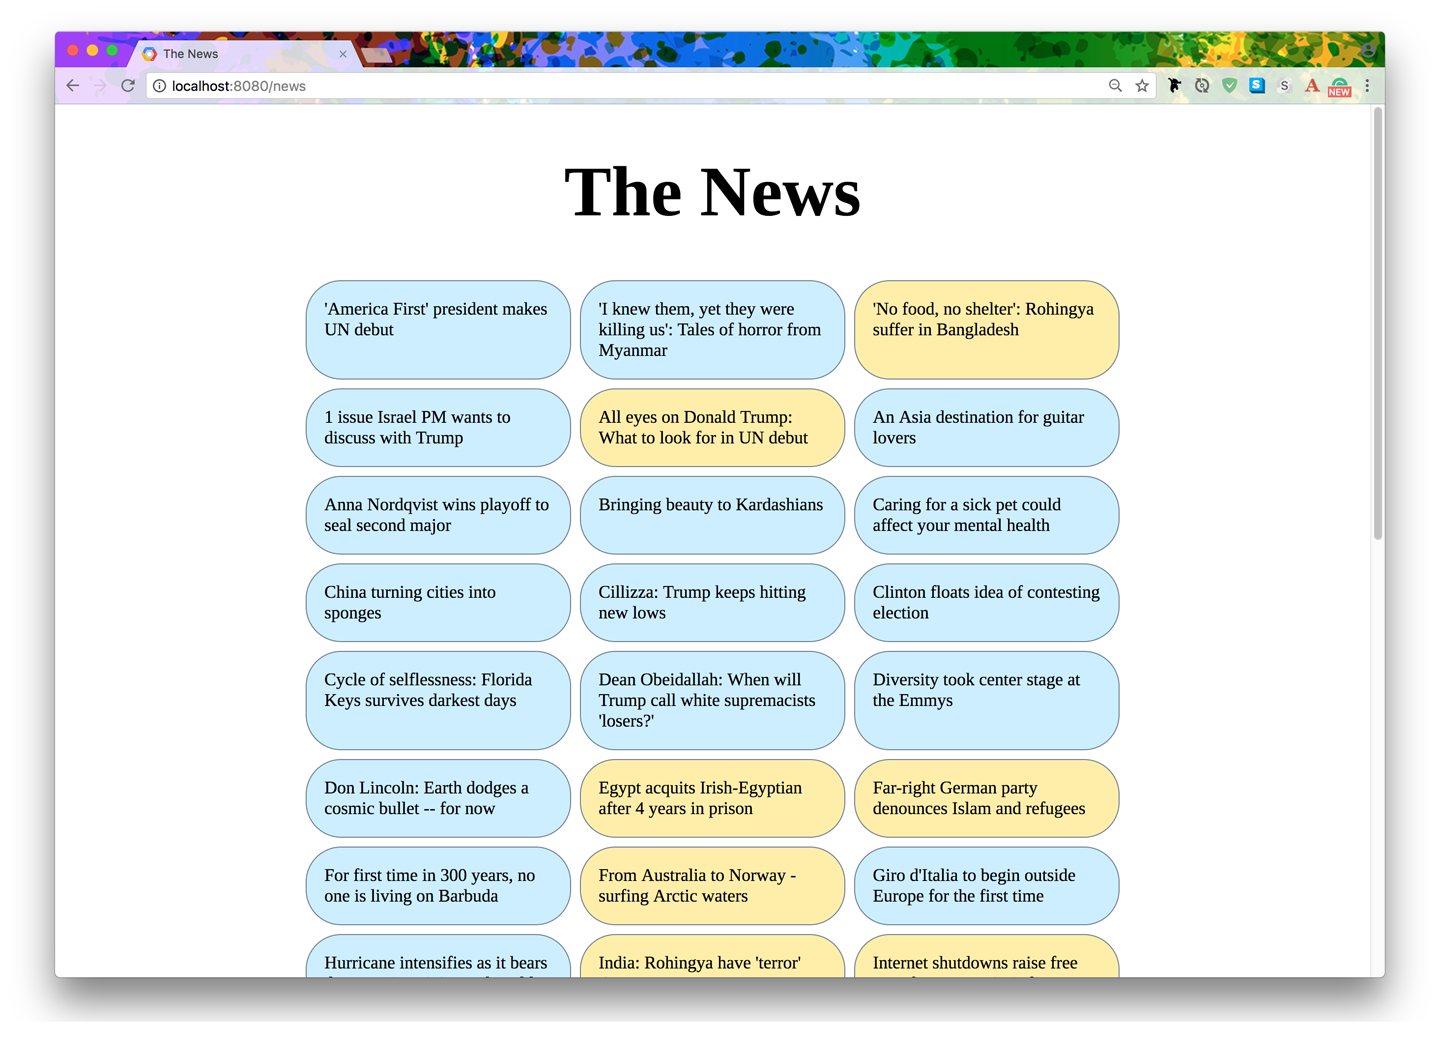 The News
localhost:8080/news
S
S
A
NEW
The News
'America First' president makes
UN debut
'I knew them, yet they were
killing us': Tales of horror from
Myanmar
'No food, no shelter': Rohingya
suffer in Bangladesh
1 issue Israel PM wants to
discuss with Trump
All eyes on Donald Trump:
What to look for in UN debut
An Asia destination for guitar
lovers
Anna Nordqvist wins playoff to
seal second major
Bringing beauty to Kardashians
Caring for a sick pet could
affect your mental health
China turning cities into
sponges
Cillizza: Trump keeps hitting
new lows
Clinton floats idea of contesting
election
Cycle of selflessness: Florida
Keys survives darkest days
Dean Obeidallah: When will
Trump call white supremacists
'losers?'
Diversity took center stage at
the Emmys
Don Lincoln: Earth dodges a
cosmic bullet -- for now
Egypt acquits Irish-Egyptian
after 4 years in prison
Far-right German party
denounces Islam and refugees
For first time in 300 years, no
one is living on Barbuda
From Australia to Norway -
surfing Arctic waters
Giro d'Italia to begin outside
Europe for the first time
Hurricane intensifies as it bears
India: Rohingya have 'terror'
Internet shutdowns raise free